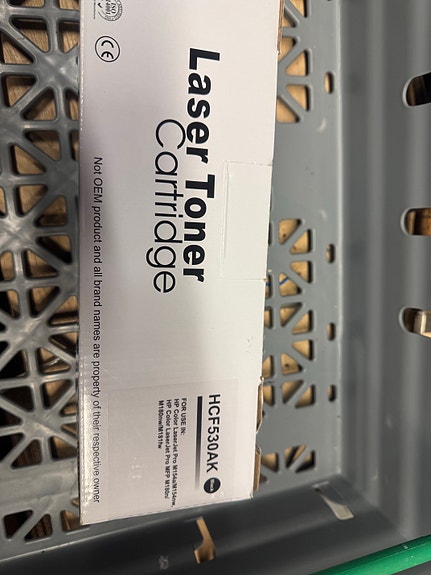 ISO
Laser Toner
Cartridge
Not OEM product and all brand names are property of their respective owner
HCF530AK
Black
FOR USE IN:
HP Color LaserJet Pro M154a/M154nw,
HP Color LaserJet Pro MFP M180n/
M180nw/M181fw